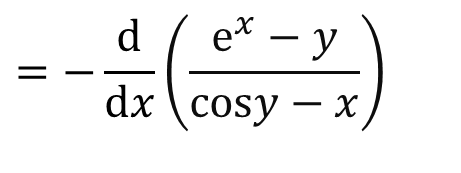 = − d/dx ( (eˣ − y) / (cosy − x) )